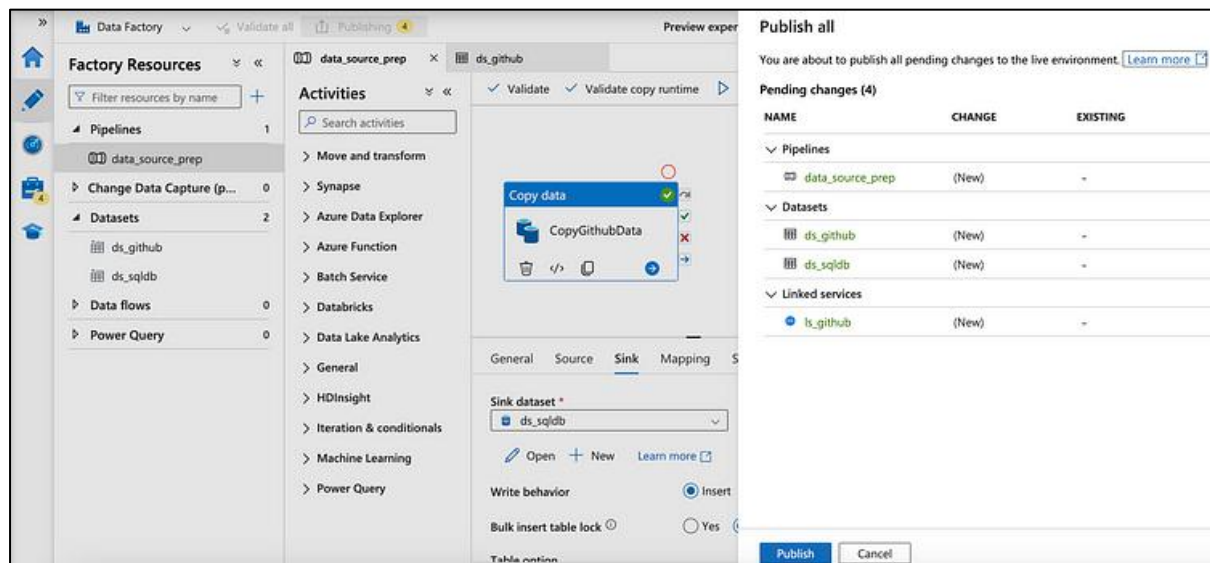 Data Factory
Validate all
Publishing
4
Preview exper
Factory Resources
Filter resources by name
Pipelines 1
data_source_prep
Change Data Capture (p... 0
Datasets 2
ds_github
ds_sqldb
Data flows 0
Power Query 0
4
data_source_prep
ds_github
Activities
Search activities
Move and transform
Synapse
Azure Data Explorer
Azure Function
Batch Service
Databricks
Data Lake Analytics
General
HDInsight
Iteration & conditionals
Machine Learning
Power Query
Validate
Validate copy runtime
Copy data
CopyGithubData
General Source Sink Mapping S
Sink dataset *
ds_sqldb
Open New Learn more
Write behavior Insert
Bulk insert table lock Yes
Table option
Publish all
You are about to publish all pending changes to the live environment. Learn more
Pending changes (4)
NAME CHANGE EXISTING
Pipelines
data_source_prep (New) -
Datasets
ds_github (New) -
ds_sqldb (New) -
Linked services
ls_github (New) -
Publish Cancel